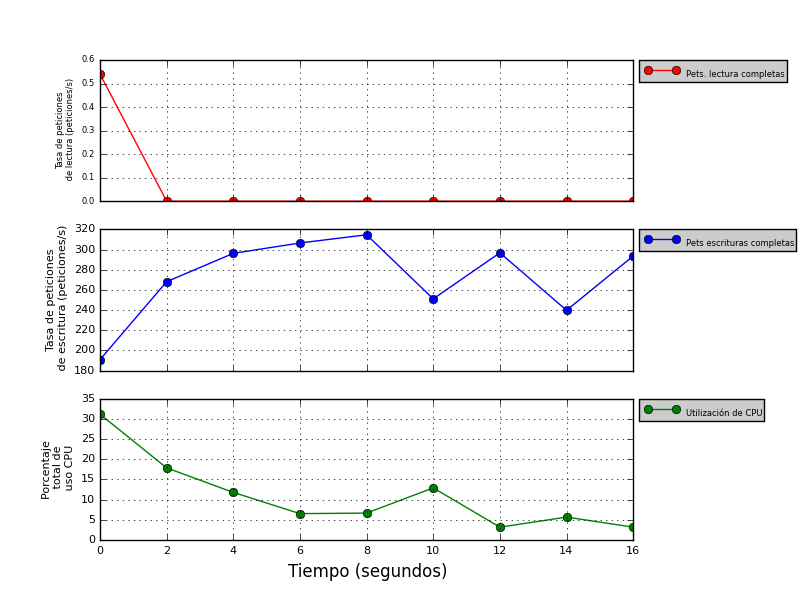 0.6
0.5
0.4
0.3
0.2
0.1
0.0
Tasa de peticiones
de lectura (peticiones/s)
Pets. lectura completas
320
300
280
260
240
220
200
180
Tasa de peticiones
de escritura (peticiones/s)
Pets escrituras completas
35
30
25
20
15
10
5
0
Porcentaje
total de
uso CPU
Utilización de CPU
0 2 4 6 8 10 12 14 16
Tiempo (segundos)